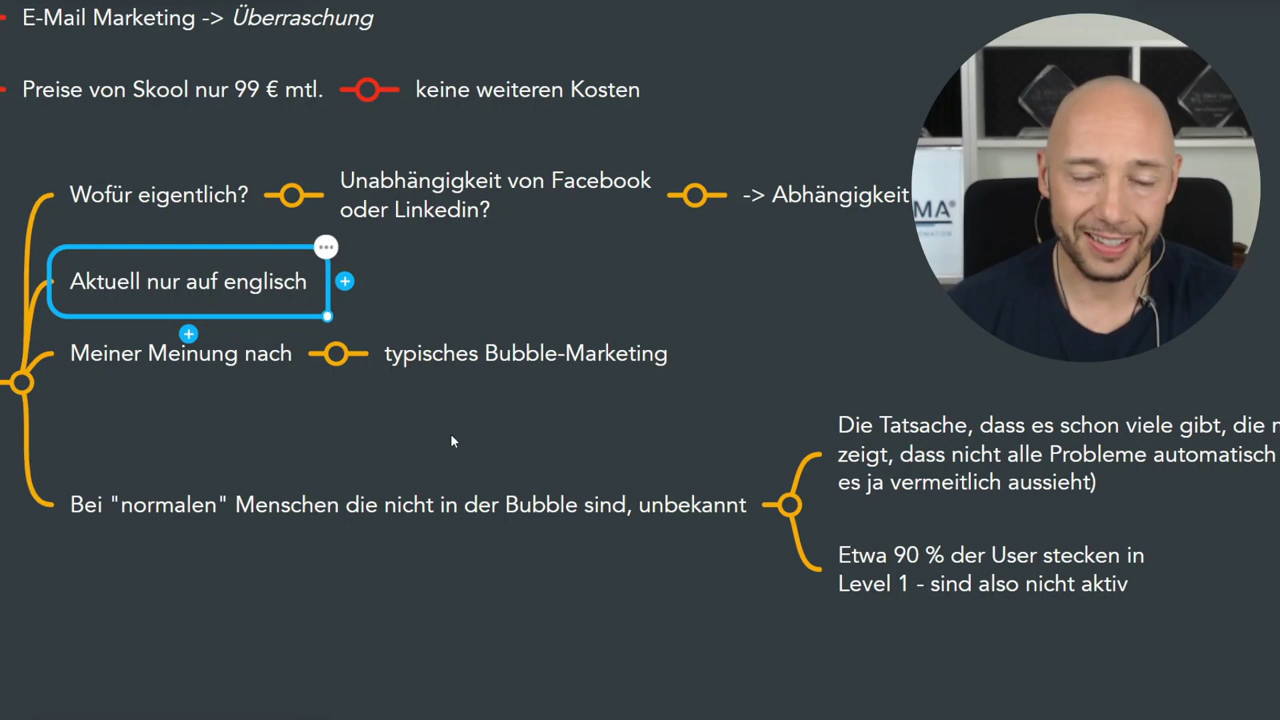 E-Mail Marketing -> Überraschung
Preise von Skool nur 99 € mtl.
keine weiteren Kosten
Wofür eigentlich?
Unabhängigkeit von Facebook
oder Linkedin?
-> Abhängigkeit
MA®
Aktuell nur auf englisch
Meiner Meinung nach
typisches Bubble-Marketing
Bei "normalen" Menschen die nicht in der Bubble sind, unbekannt
Die Tatsache, dass es schon viele gibt, die
zeigt, dass nicht alle Probleme automatisch
es ja vermeitlich aussieht)
Etwa 90 % der User stecken in
Level 1 - sind also nicht aktiv